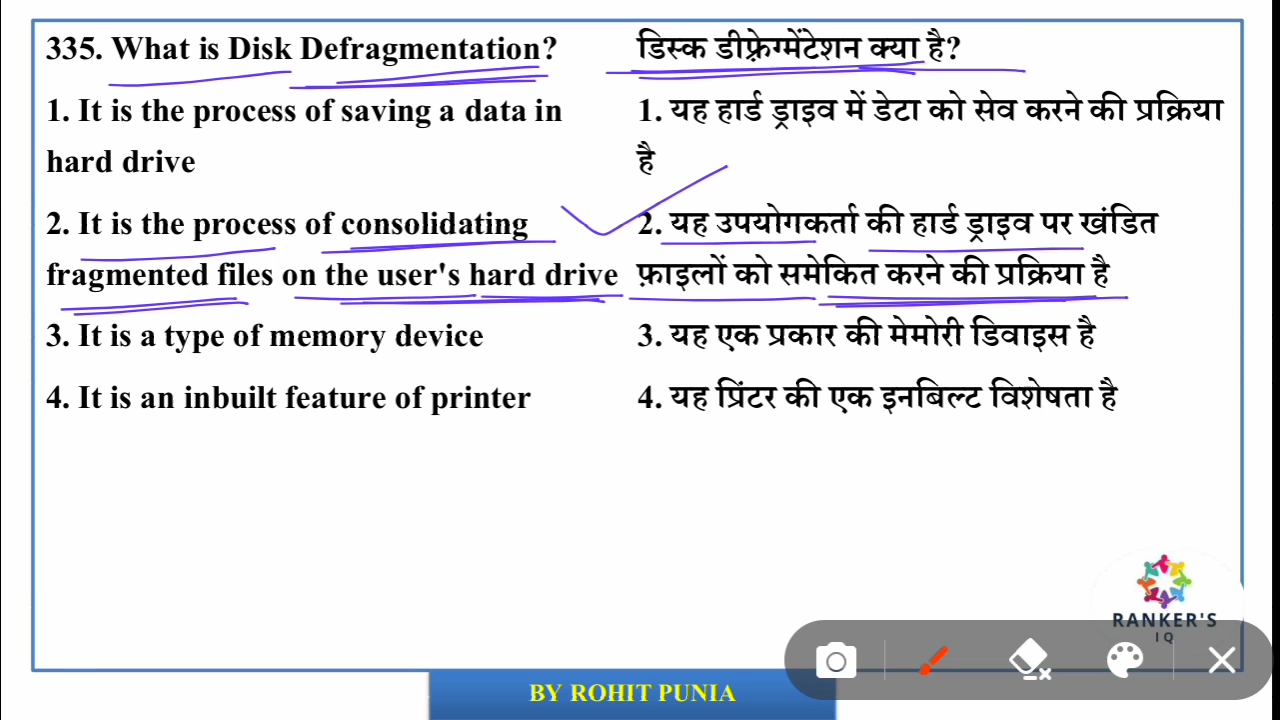 335. What is Disk Defragmentation?
1. It is the process of saving a data in
hard drive
2. It is the process of consolidating
fragmented files on the user's hard drive
3. It is a type of memory device
4. It is an inbuilt feature of printer
डिस्क डीफ़्रेग्मेंटेशन क्या है?
1. यह हार्ड ड्राइव में डेटा को सेव करने की प्रक्रिया
है
2. यह उपयोगकर्ता की हार्ड ड्राइव पर खंडित
फ़ाइलों को समेकित करने की प्रक्रिया है
3. यह एक प्रकार की मेमोरी डिवाइस है
4. यह प्रिंटर की एक इनबिल्ट विशेषता है
RANKER'S
IQ
BY ROHIT PUNIA